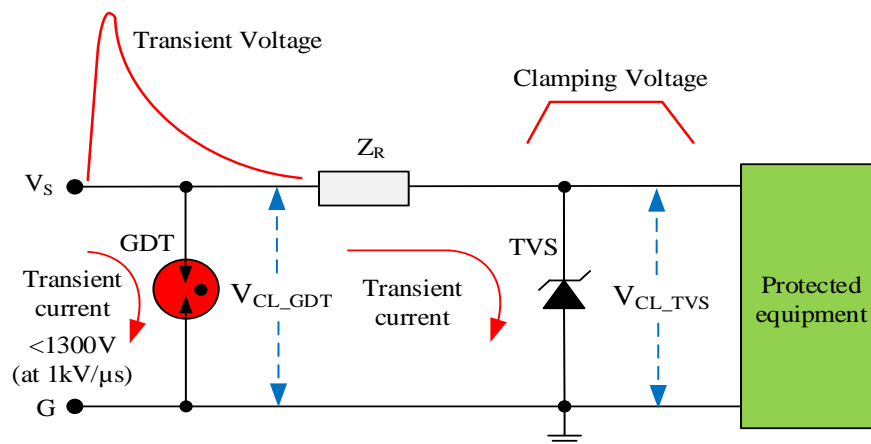 Transient Voltage
Clamping Voltage
Z_R
V_S
GDT
TVS
Transient
current
V_CL_GDT
Transient
current
V_CL_TVS
Protected
equipment
<1300V
(at 1kV/µs)
G